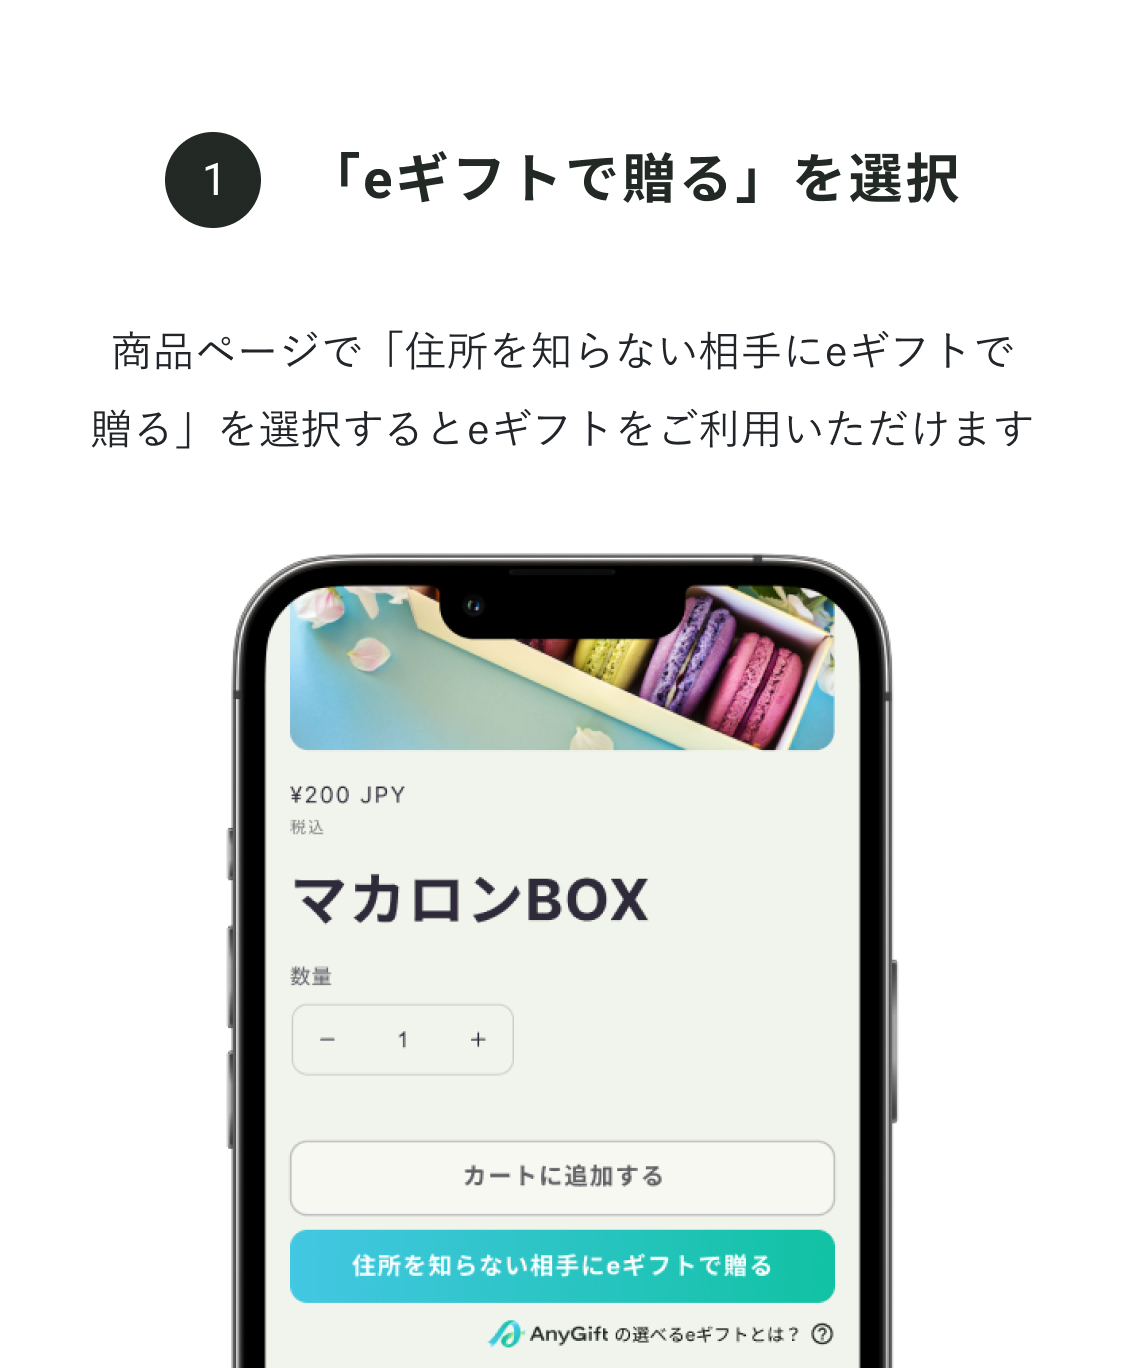 1
「eギフトで贈る」を選択
商品ページで「住所を知らない相手にeギフトで
贈る」を選択するとeギフトをご利用いただけます
¥200 JPY
税込
マカロンBOX
数量
− 1 +
カートに追加する
住所を知らない相手にeギフトで贈る
AnyGift の選べるeギフトとは？ ?